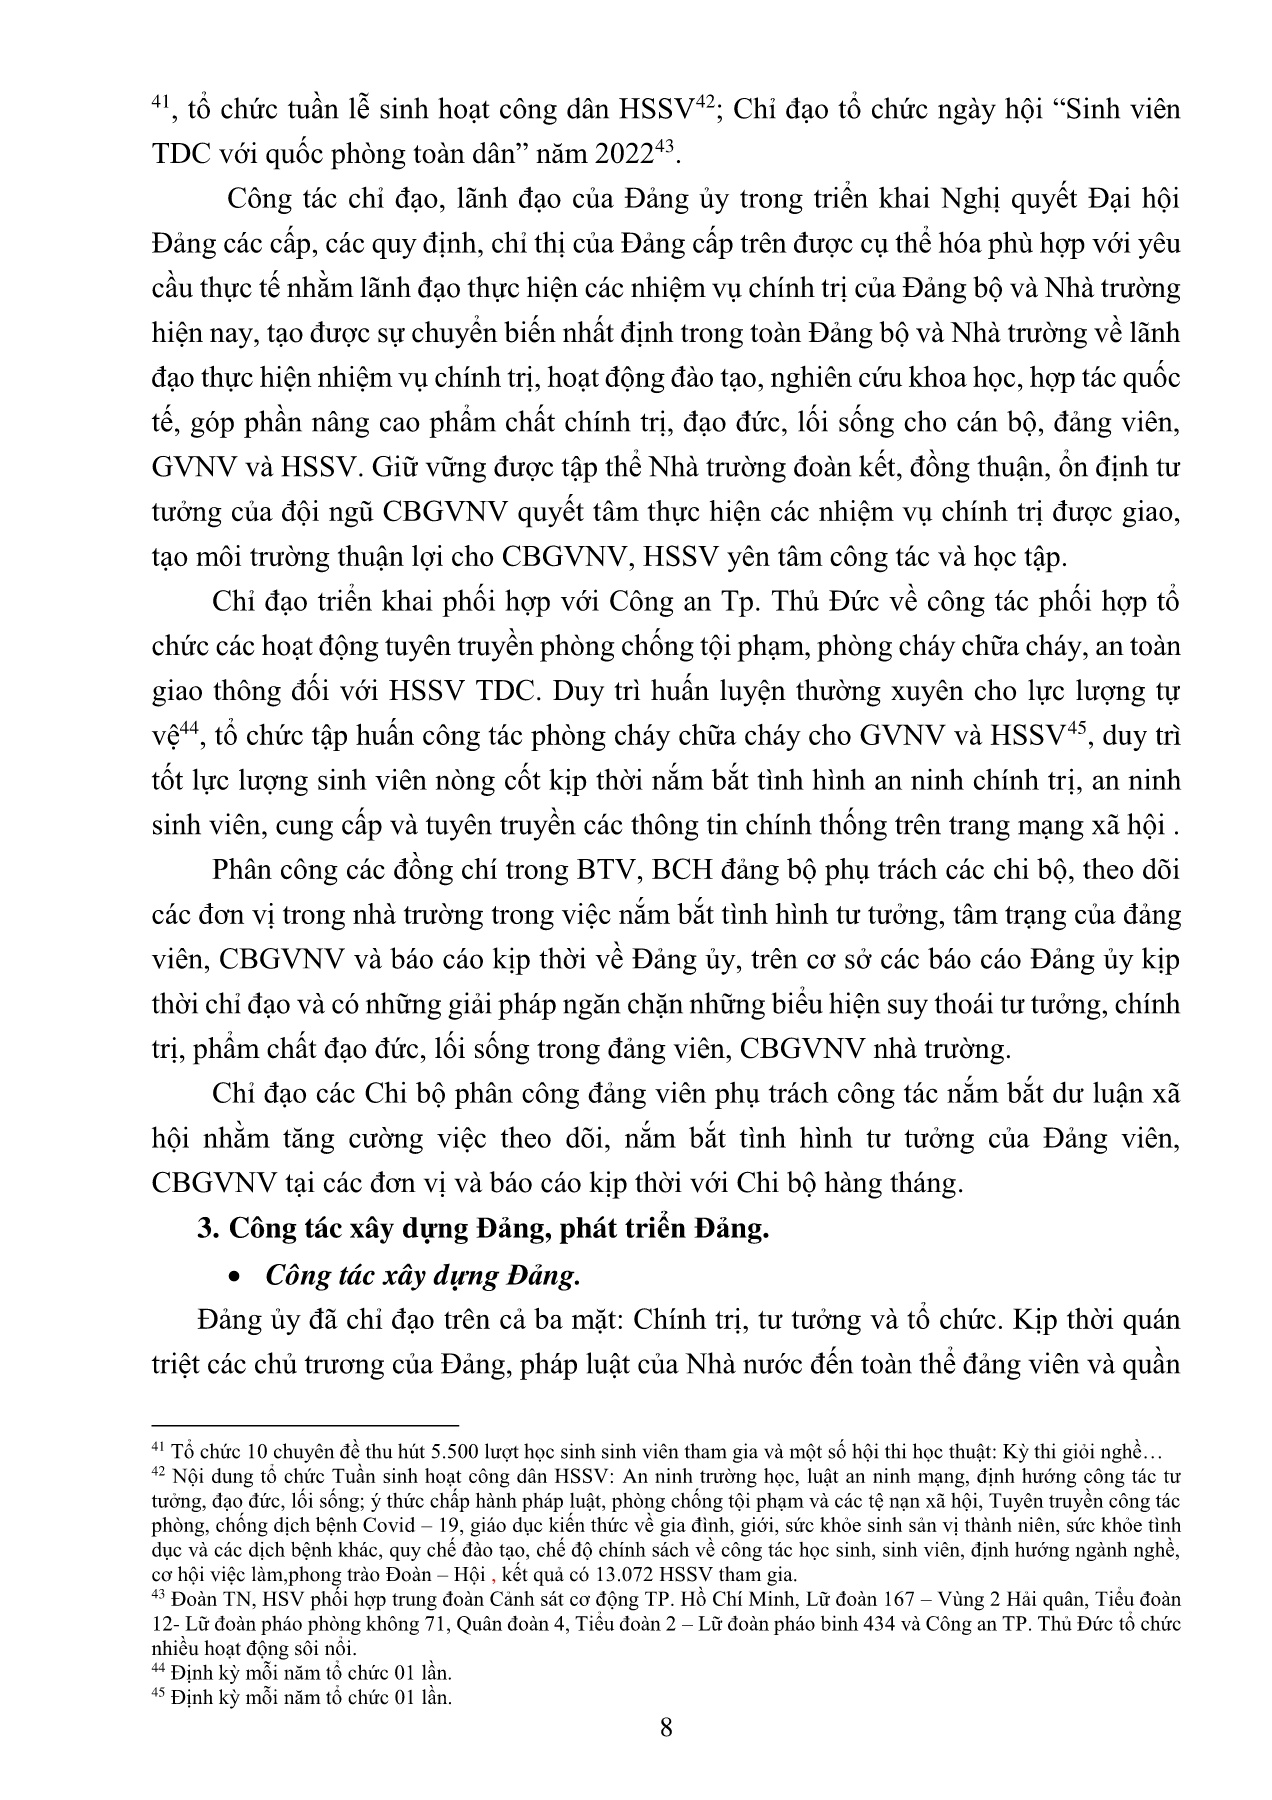 41, tổ chức tuần lễ sinh hoạt công dân HSSV42; Chỉ đạo tổ chức ngày hội “Sinh viên
TDC với quốc phòng toàn dân” năm 202243.
Công tác chỉ đạo, lãnh đạo của Đảng ủy trong triển khai Nghị quyết Đại hội
Đảng các cấp, các quy định, chỉ thị của Đảng cấp trên được cụ thể hóa phù hợp với yêu
cầu thực tế nhằm lãnh đạo thực hiện các nhiệm vụ chính trị của Đảng bộ và Nhà trường
hiện nay, tạo được sự chuyển biến nhất định trong toàn Đảng bộ và Nhà trường về lãnh
đạo thực hiện nhiệm vụ chính trị, hoạt động đào tạo, nghiên cứu khoa học, hợp tác quốc
tế, góp phần nâng cao phẩm chất chính trị, đạo đức, lối sống cho cán bộ, đảng viên,
GVNV và HSSV. Giữ vững được tập thể Nhà trường đoàn kết, đồng thuận, ổn định tư
tưởng của đội ngũ CBGVNV quyết tâm thực hiện các nhiệm vụ chính trị được giao,
tạo môi trường thuận lợi cho CBGVNV, HSSV yên tâm công tác và học tập.
Chỉ đạo triển khai phối hợp với Công an Tp. Thủ Đức về công tác phối hợp tổ
chức các hoạt động tuyên truyền phòng chống tội phạm, phòng cháy chữa cháy, an toàn
giao thông đối với HSSV TDC. Duy trì huấn luyện thường xuyên cho lực lượng tự
vệ44, tổ chức tập huấn công tác phòng cháy chữa cháy cho GVNV và HSSV45, duy trì
tốt lực lượng sinh viên nòng cốt kịp thời nắm bắt tình hình an ninh chính trị, an ninh
sinh viên, cung cấp và tuyên truyền các thông tin chính thống trên trang mạng xã hội .
Phân công các đồng chí trong BTV, BCH đảng bộ phụ trách các chi bộ, theo dõi
các đơn vị trong nhà trường trong việc nắm bắt tình hình tư tưởng, tâm trạng của đảng
viên, CBGVNV và báo cáo kịp thời về Đảng ủy, trên cơ sở các báo cáo Đảng ủy kịp
thời chỉ đạo và có những giải pháp ngăn chặn những biểu hiện suy thoái tư tưởng, chính
trị, phẩm chất đạo đức, lối sống trong đảng viên, CBGVNV nhà trường.
Chỉ đạo các Chi bộ phân công đảng viên phụ trách công tác nắm bắt dư luận xã
hội nhằm tăng cường việc theo dõi, nắm bắt tình hình tư tưởng của Đảng viên,
CBGVNV tại các đơn vị và báo cáo kịp thời với Chi bộ hàng tháng.
3. Công tác xây dựng Đảng, phát triển Đảng.
• Công tác xây dựng Đảng.
Đảng ủy đã chỉ đạo trên cả ba mặt: Chính trị, tư tưởng và tổ chức. Kịp thời quán
triệt các chủ trương của Đảng, pháp luật của Nhà nước đến toàn thể đảng viên và quần
41 Tổ chức 10 chuyên đề thu hút 5.500 lượt học sinh sinh viên tham gia và một số hội thi học thuật: Kỳ thi giỏi nghề…
42 Nội dung tổ chức Tuần sinh hoạt công dân HSSV: An ninh trường học, luật an ninh mạng, định hướng công tác tư
tưởng, đạo đức, lối sống; ý thức chấp hành pháp luật, phòng chống tội phạm và các tệ nạn xã hội, Tuyên truyền công tác
phòng, chống dịch bệnh Covid – 19, giáo dục kiến thức về gia đình, giới, sức khỏe sinh sản vị thành niên, sức khỏe tình
dục và các dịch bệnh khác, quy chế đào tạo, chế độ chính sách về công tác học sinh, sinh viên, định hướng ngành nghề,
cơ hội việc làm,phong trào Đoàn – Hội , kết quả có 13.072 HSSV tham gia.
43 Đoàn TN, HSV phối hợp trung đoàn Cảnh sát cơ động TP. Hồ Chí Minh, Lữ đoàn 167 – Vùng 2 Hải quân, Tiểu đoàn
12- Lữ đoàn pháo phòng không 71, Quân đoàn 4, Tiểu đoàn 2 – Lữ đoàn pháo binh 434 và Công an TP. Thủ Đức tổ chức
nhiều hoạt động sôi nổi.
44 Định kỳ mỗi năm tổ chức 01 lần.
45 Định kỳ mỗi năm tổ chức 01 lần.
8